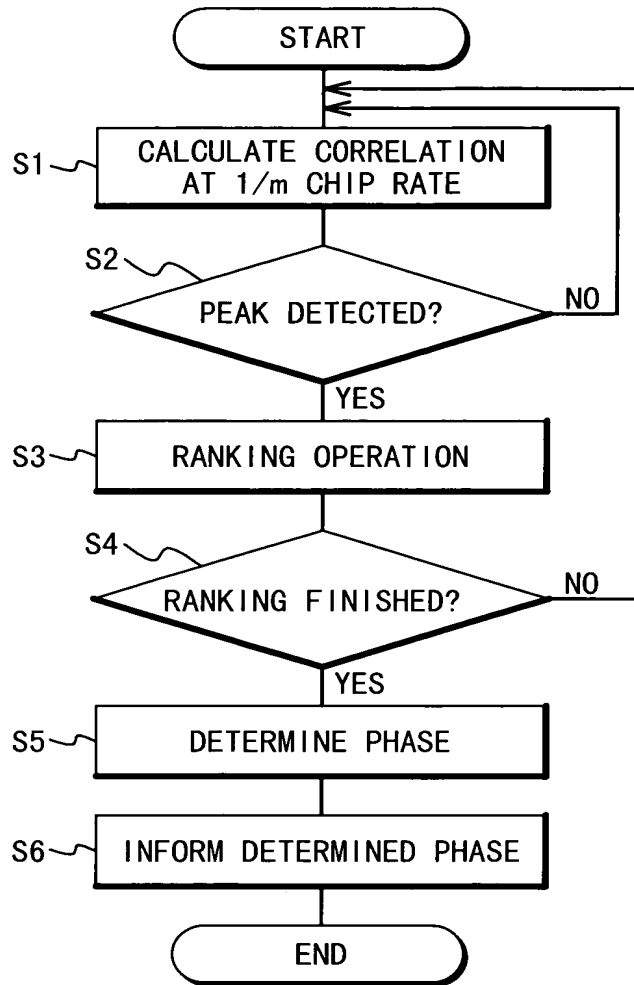 START
S1
CALCULATE CORRELATION
AT 1/m CHIP RATE
S2
PEAK DETECTED?
NO
YES
S3
RANKING OPERATION
S4
RANKING FINISHED?
NO
YES
S5
DETERMINE PHASE
S6
INFORM DETERMINED PHASE
END